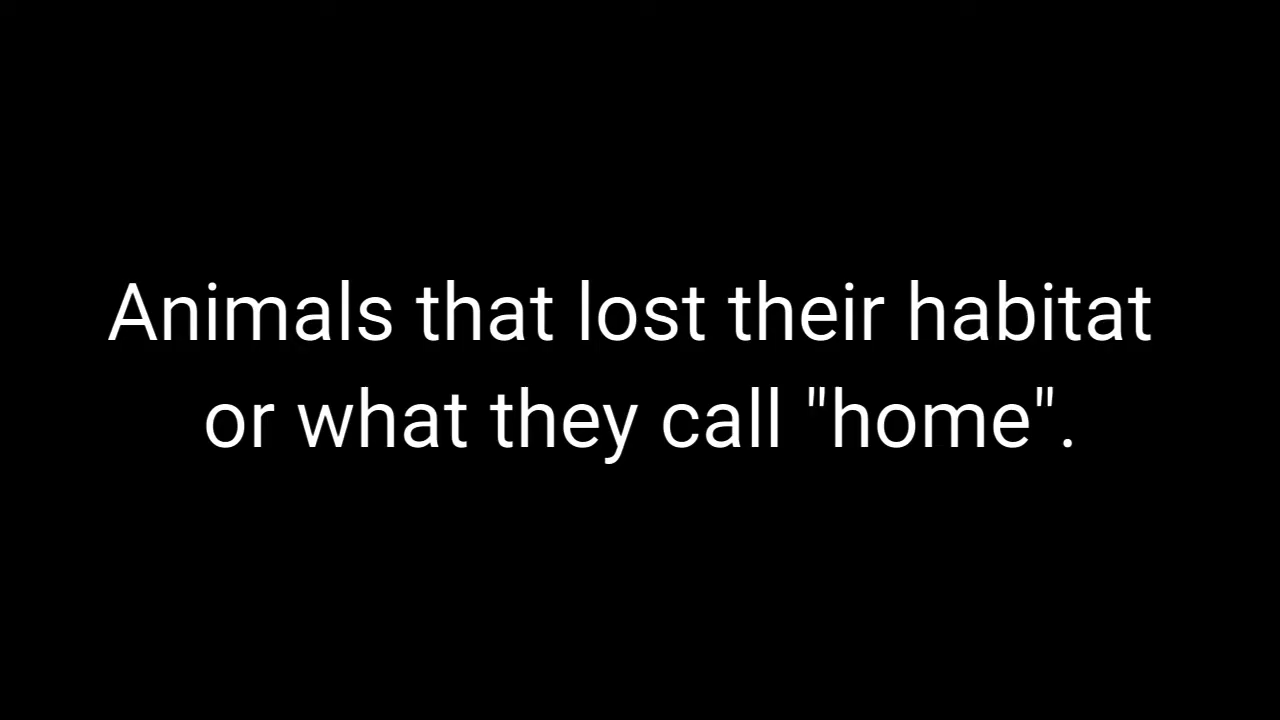 Animals that lost their habitat
or what they call "home".